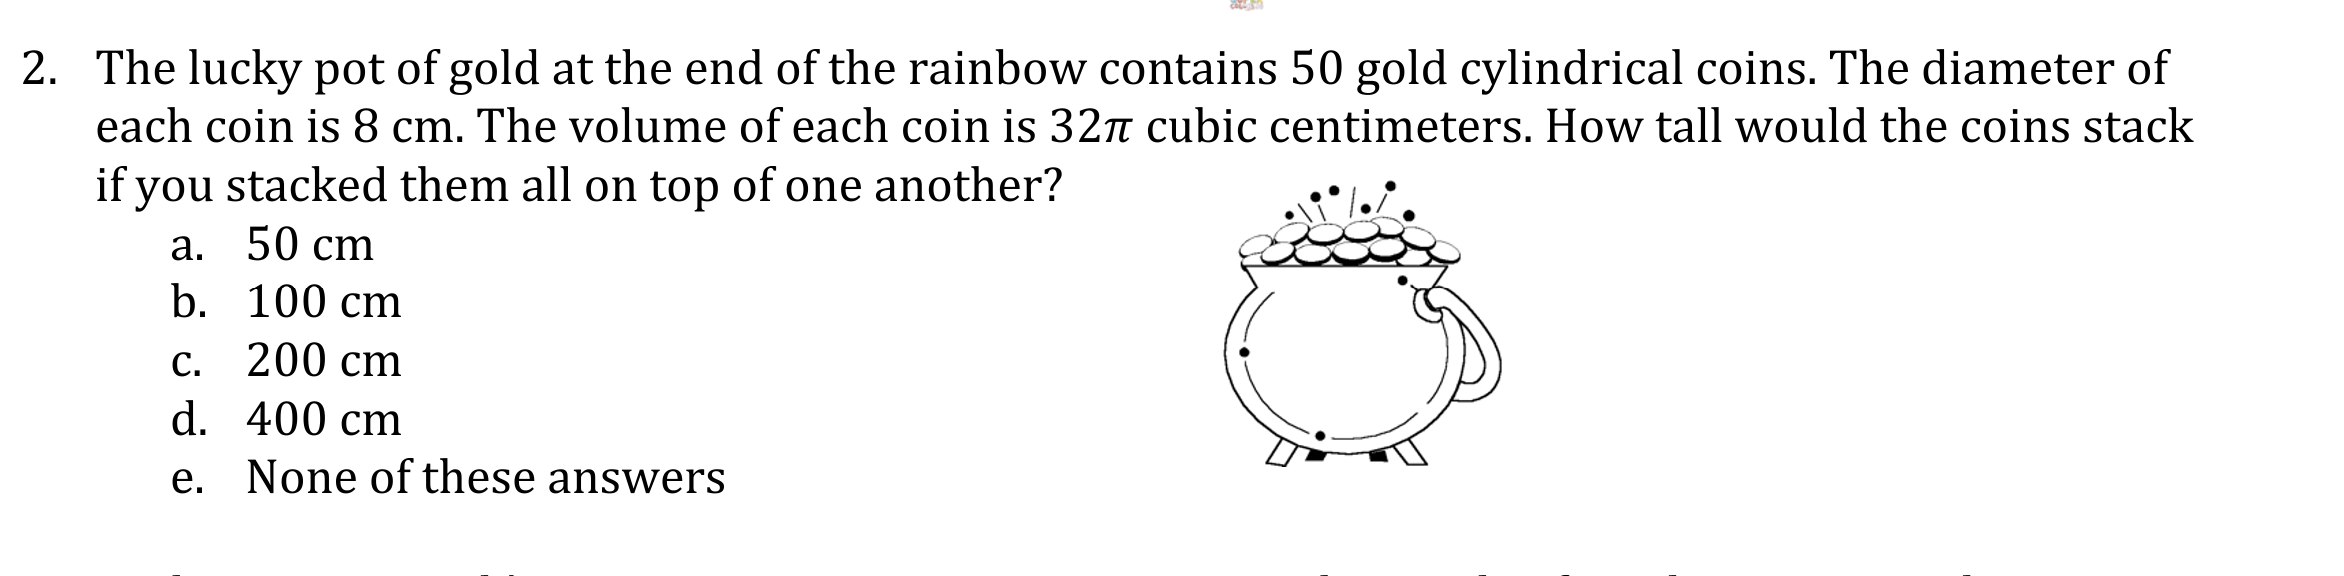 2. The lucky pot of gold at the end of the rainbow contains 50 gold cylindrical coins. The diameter of
each coin is 8 cm. The volume of each coin is 32π cubic centimeters. How tall would the coins stack
if you stacked them all on top of one another?
a. 50 cm
b. 100 cm
c. 200 cm
d. 400 cm
e. None of these answers